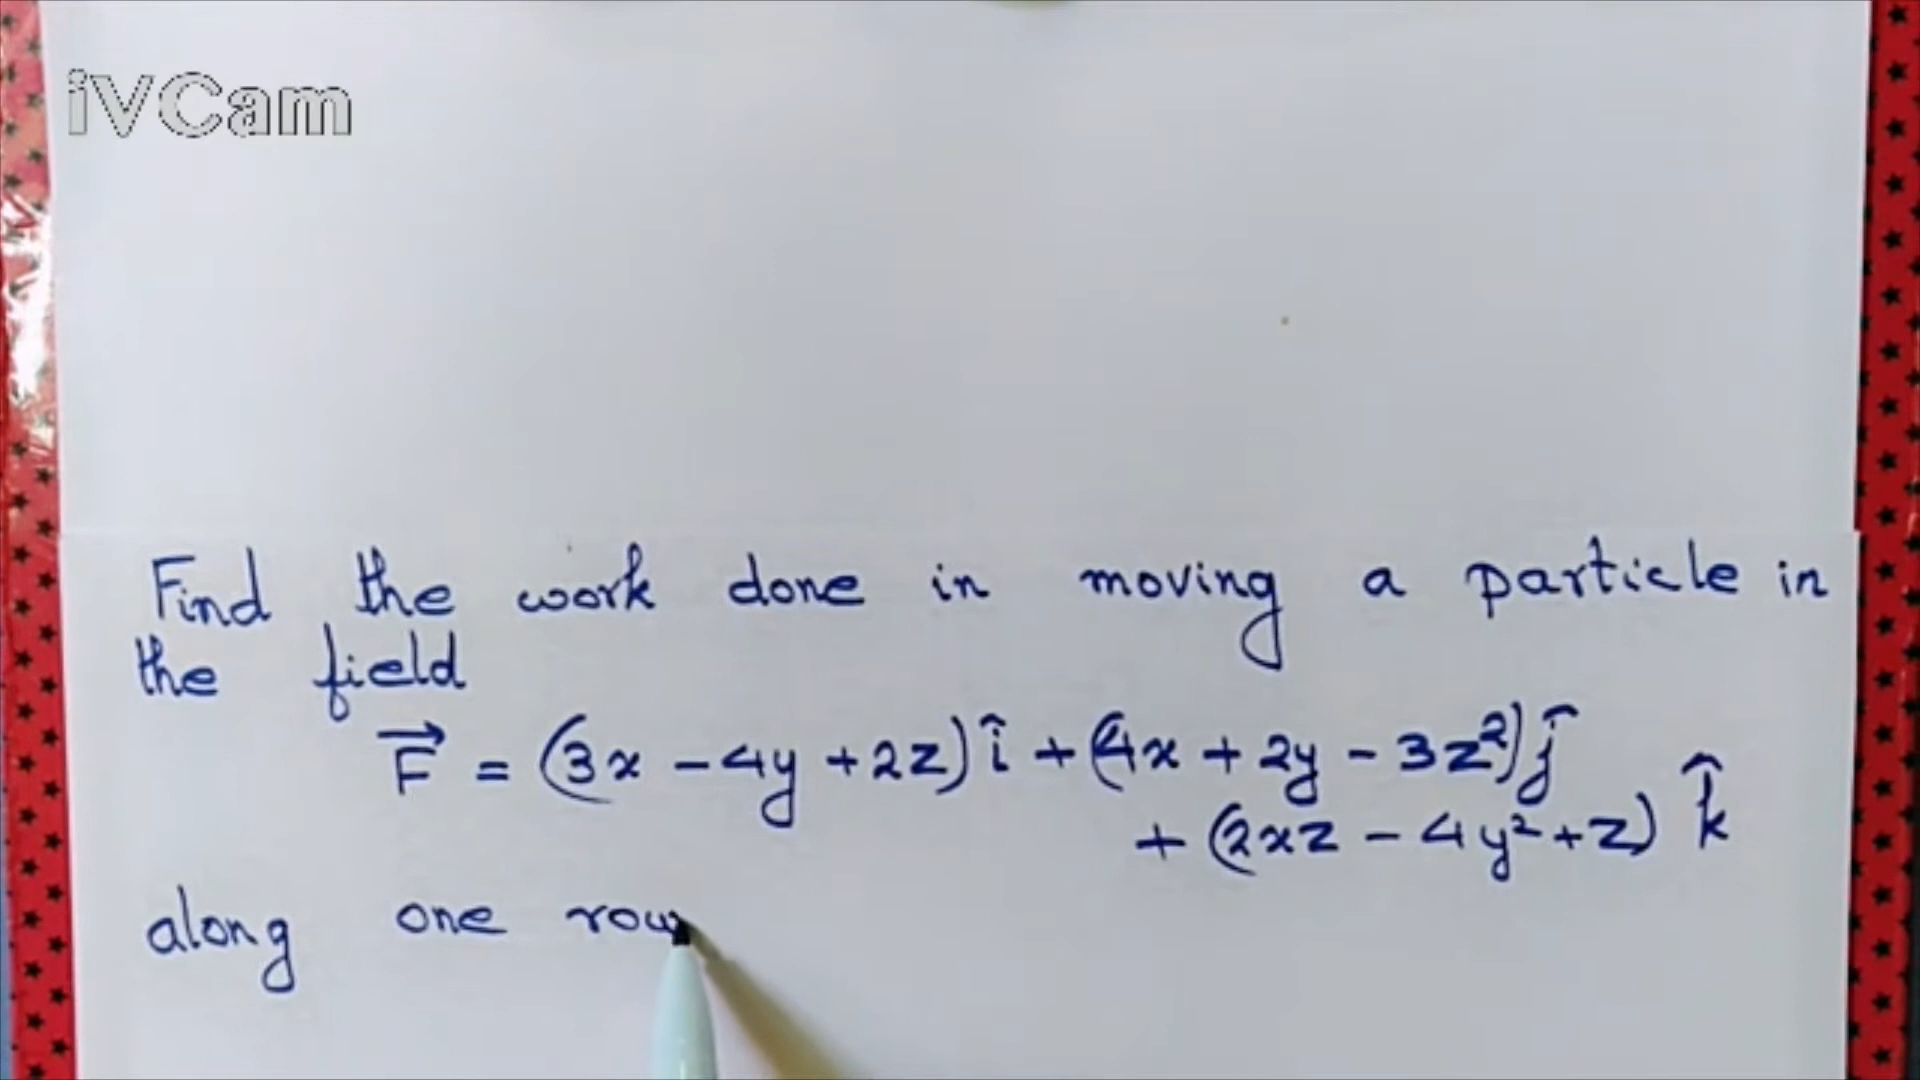 iVCam
Find the work done in moving a particle in
the field
F⃗ = (3x - 4y + 2z) î + (4x + 2y - 3z²) ĵ
+ (2xz - 4y² + z) k̂
along one rou